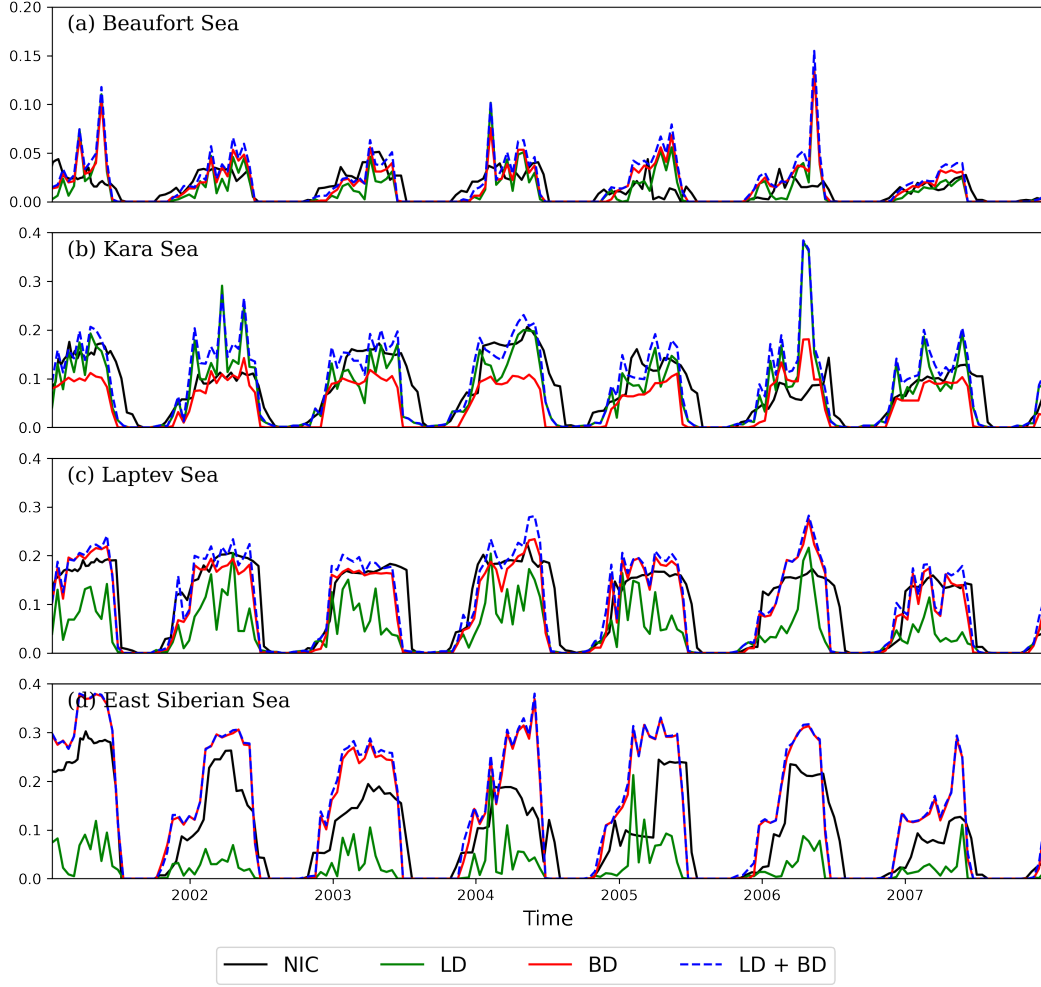 (a) Beaufort Sea
0.20
0.15
0.10
0.05
0.00
(b) Kara Sea
0.4
0.3
0.2
0.1
0.0
(c) Laptev Sea
0.4
0.3
0.2
0.1
0.0
(d) East Siberian Sea
0.4
0.3
0.2
0.1
0.0
2002 2003 2004 2005 2006 2007
Time
NIC LD BD LD + BD